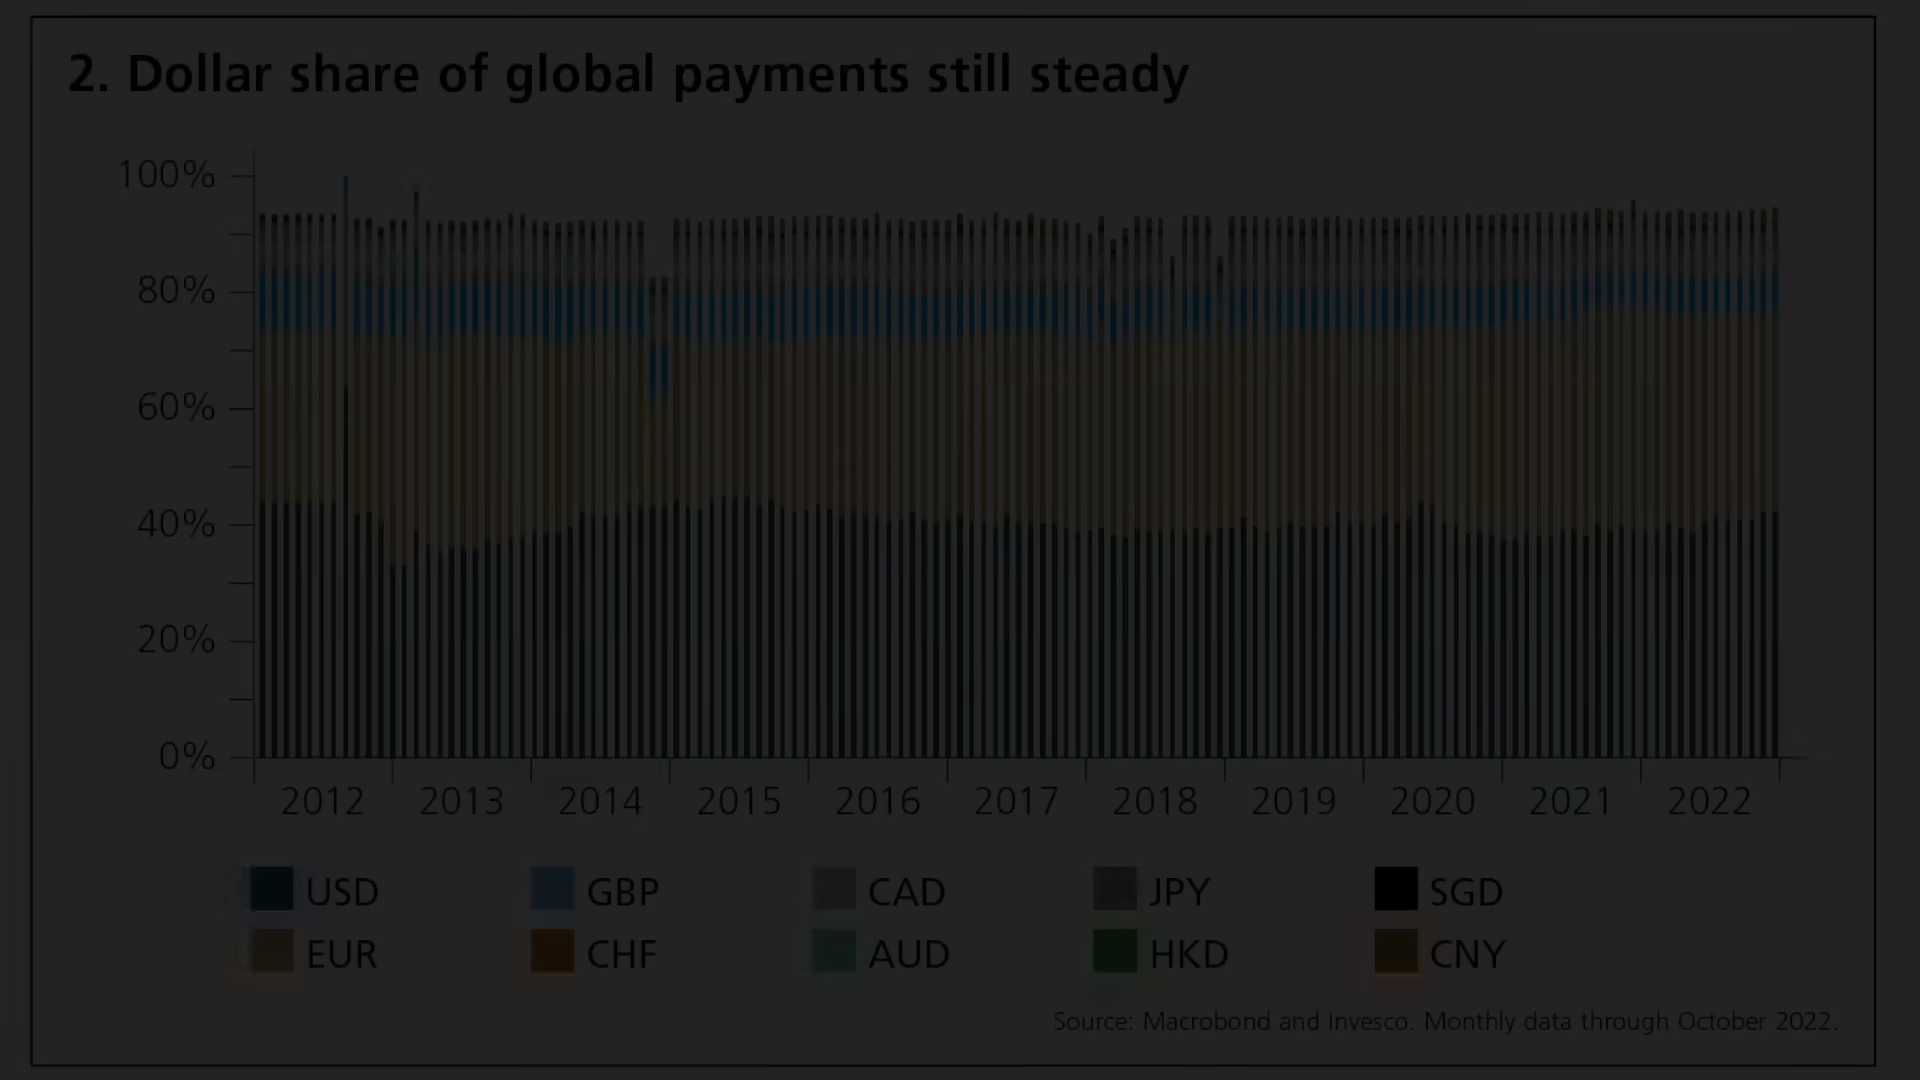 2. Dollar share of global payments still steady
100%
80%
60%
40%
20%
0%
2012 2013 2014 2015 2016 2017 2018 2019 2020 2021 2022
USD GBP CAD JPY SGD
EUR CHF AUD HKD CNY
Source: Macrobond and Invesco. Monthly data through October 2022.